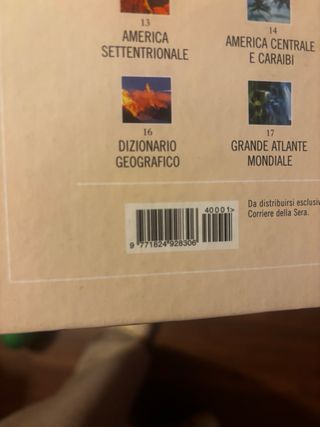 13
AMERICA
SETTENTRIONALE
14
AMERICA CENTRALE
E CARAIBI
16
DIZIONARIO
GEOGRAFICO
17
GRANDE ATLANTE
MONDIALE
40001>
9 771824 928306
Da distribuirsi esclusiv
Corriere della Sera.